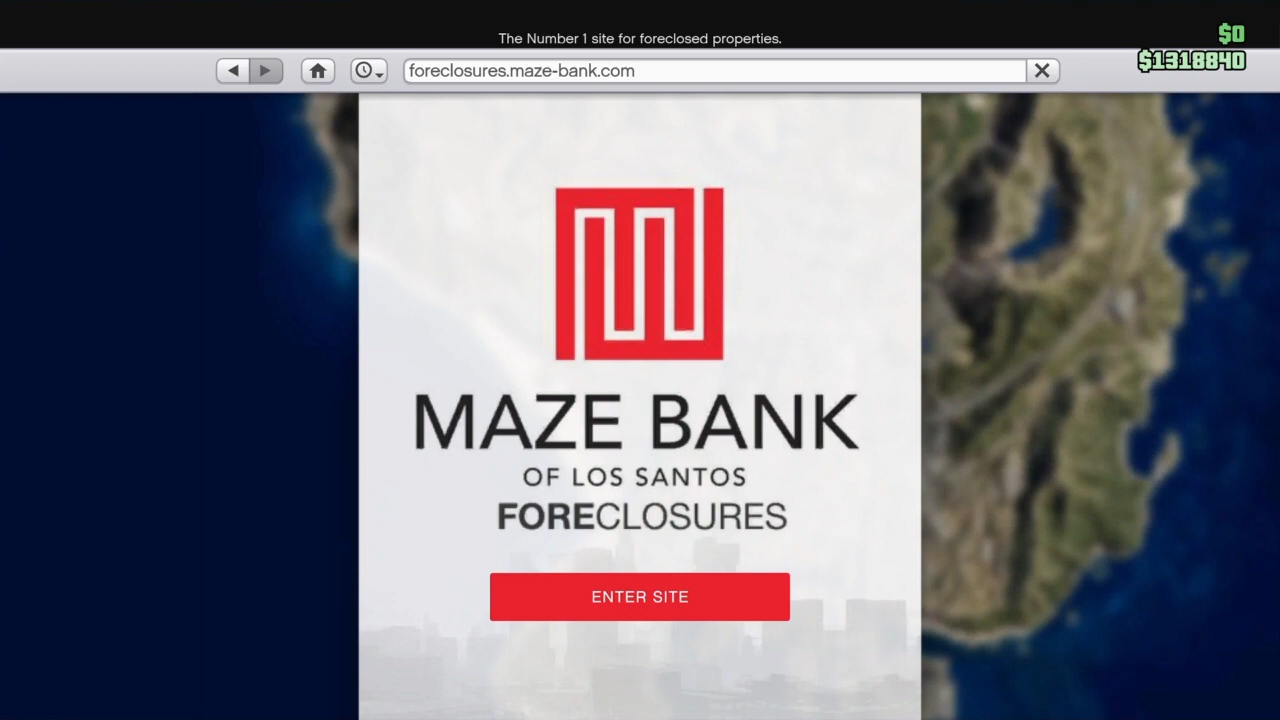 The Number 1 site for foreclosed properties.
$0
foreclosures.maze-bank.com
$1318840
MAZE BANK
OF LOS SANTOS
FORECLOSURES
ENTER SITE